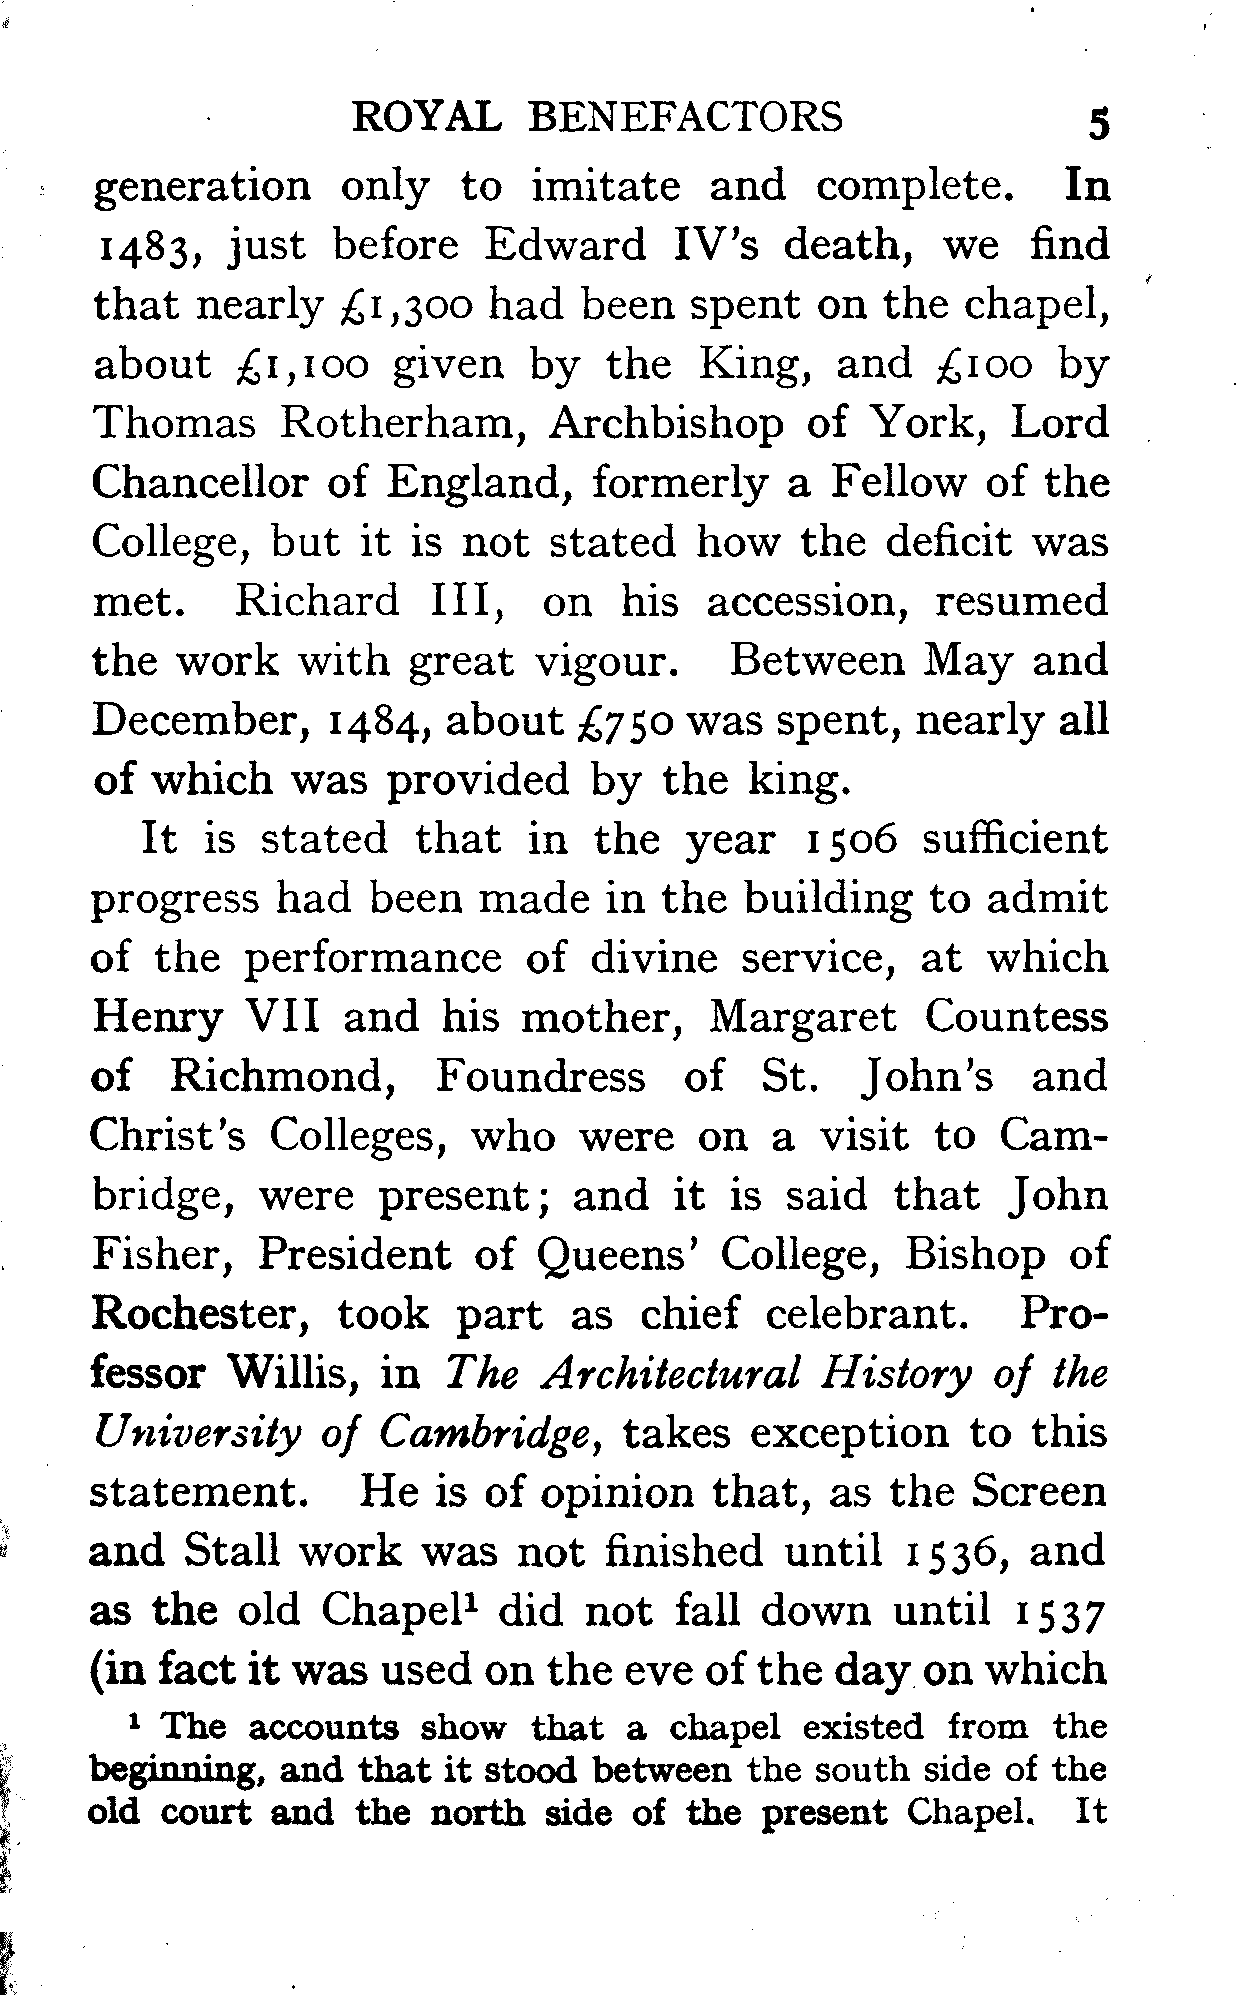 ROYAL BENEFACTORS 5
generation only to imitate and complete. In
1483, just before Edward IV's death, we find
that nearly £1,300 had been spent on the chapel,
about £1,100 given by the King, and £100 by
Thomas Rotherham, Archbishop of York, Lord
Chancellor of England, formerly a Fellow of the
College, but it is not stated how the deficit was
met. Richard III, on his accession, resumed
the work with great vigour. Between May and
December, 1484, about £750 was spent, nearly all
of which was provided by the king.
It is stated that in the year 1506 sufficient
progress had been made in the building to admit
of the performance of divine service, at which
Henry VII and his mother, Margaret Countess
of Richmond, Foundress of St. John's and
Christ's Colleges, who were on a visit to Cam-
bridge, were present; and it is said that John
Fisher, President of Queens' College, Bishop of
Rochester, took part as chief celebrant. Pro-
fessor Willis, in The Architectural History of the
University of Cambridge, takes exception to this
statement. He is of opinion that, as the Screen
and Stall work was not finished until 1536, and
as the old Chapel¹ did not fall down until 1537
(in fact it was used on the eve of the day on which
¹ The accounts show that a chapel existed from the
beginning, and that it stood between the south side of the
old court and the north side of the present Chapel. It